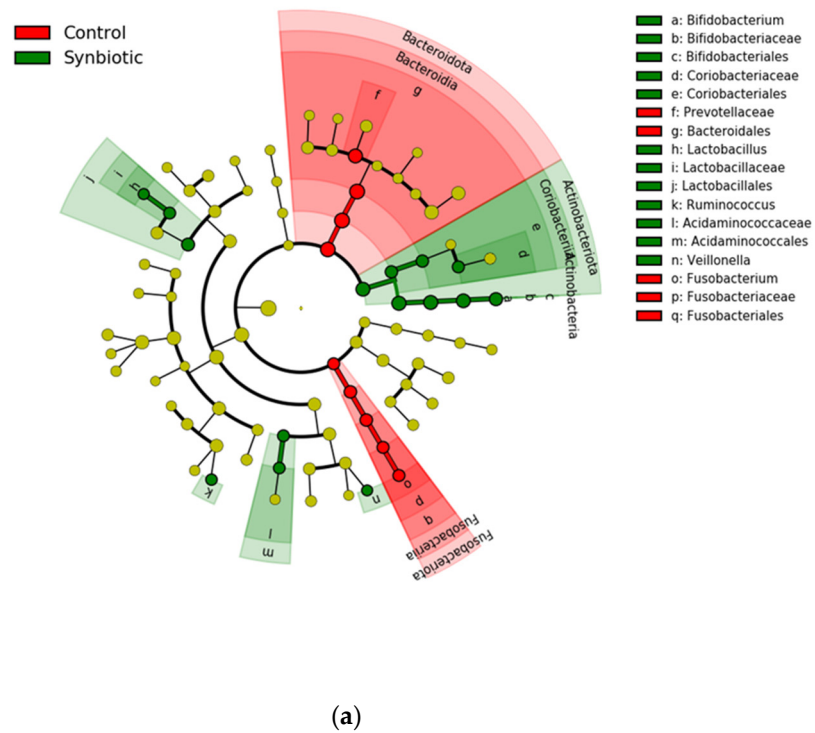 Control
Synbiotic
a: Bifidobacterium
b: Bifidobacteriaceae
c: Bifidobacteriales
d: Coriobacteriaceae
e: Coriobacteriales
f: Prevotellaceae
g: Bacteroidales
h: Lactobacillus
i: Lactobacillaceae
j: Lactobacillales
k: Ruminococcus
l: Acidaminococcaceae
m: Acidaminococcales
n: Veillonella
o: Fusobacterium
p: Fusobacteriaceae
q: Fusobacteriales
Bacteroidota
Bacteroidia
g
f
Actinobacteriota
Coriobacteriia
e
d
Actinobacteria
a
b
c
j
i
h
k
l
m
n
o
p
q
Fusobacteriia
Fusobacteriota
(a)